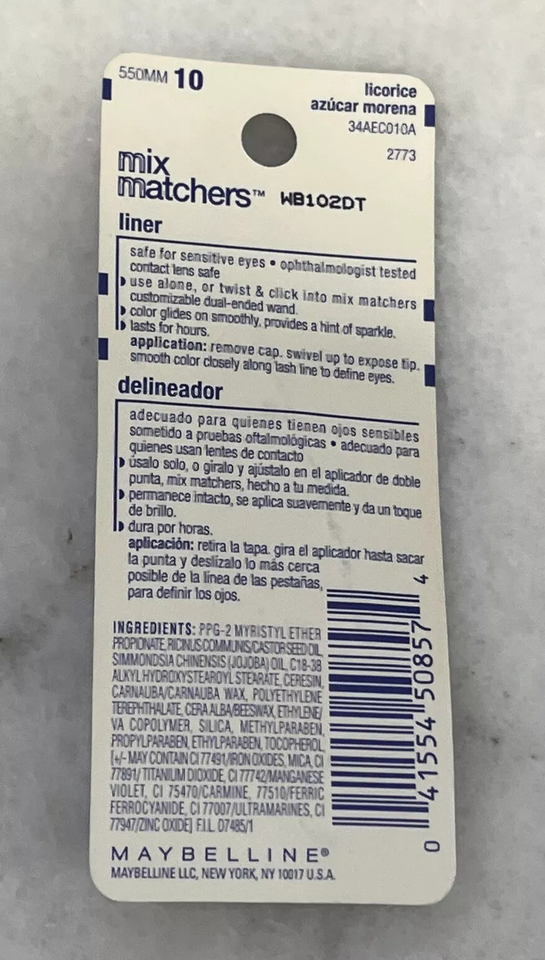 550MM 10
licorice
azúcar morena
34AEC010A
2773
mix
matchers™ WB102DT
liner
safe for sensitive eyes • ophthalmologist tested
contact lens safe
use alone, or twist & click into mix matchers
customizable dual-ended wand.
color glides on smoothly, provides a hint of sparkle.
lasts for hours.
application: remove cap. swivel up to expose tip.
smooth color closely along lash line to define eyes.
delineador
adecuado para quienes tienen ojos sensibles
sometido a pruebas oftalmológicas • adecuado para
quienes usan lentes de contacto
úsalo solo, o gíralo y ajústalo en el aplicador de doble
punta, mix matchers, hecho a tu medida.
permanece intacto, se aplica suavemente y da un toque
de brillo.
dura por horas.
aplicación: retira la tapa. gira el aplicador hasta sacar
la punta y deslízalo lo más cerca
posible de la línea de las pestañas,
para definir los ojos.
INGREDIENTS: PPG-2 MYRISTYL ETHER
PROPIONATE, RICINUS COMMUNIS/CASTOR SEED OIL,
SIMMONDSIA CHINENSIS (JOJOBA) OIL, C18-38
ALKYL HYDROXYSTEAROYL STEARATE, CERESIN,
CARNAUBA/CARNAUBA WAX, POLYETHYLENE
TEREPHTHALATE, CERA ALBA/BEESWAX, ETHYLENE/
VA COPOLYMER, SILICA, METHYLPARABEN,
PROPYLPARABEN, ETHYLPARABEN, TOCOPHEROL,
[+/- MAY CONTAIN CI 77491/IRON OXIDES, MICA, CI
77891/ TITANIUM DIOXIDE, CI 77742/MANGANESE
VIOLET, CI 75470/CARMINE, 77510/FERRIC
FERROCYANIDE, CI 77007/ULTRAMARINES, CI
77947/ZINC OXIDE] F.I.L. D7485/1
0 41554 50857 4
MAYBELLINE®
MAYBELLINE LLC, NEW YORK, NY 10017 U.S.A.